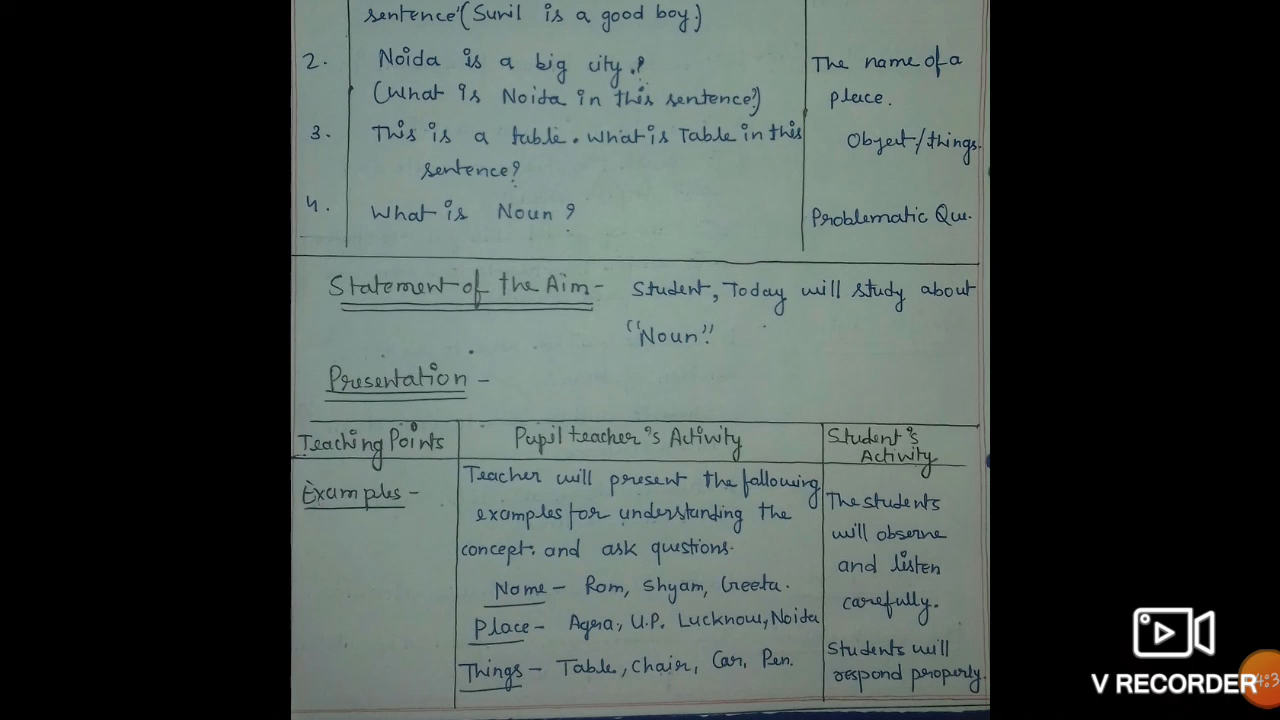 sentence?(Sunil is a good boy.)
2. Noida is a big city.?
The name of a
(What is Noida in this sentence?)
place.
3. This is a table. What is Table in this
sentence?
Object/things.
4. What is Noun?
Problematic Que.
Statement of the Aim- Student, Today will study about
"Noun".
Presentation -
Teaching Points
Pupil teacher's Activity
Student's
Activity
Examples -
Teacher will present the following
examples for understanding the
concept. and ask questions.
Name - Ram, Shyam, Geeta.
Place - Agra, U.P. Lucknow, Noida
Things - Table, Chair, Car, Pen.
The students
will observe
and listen
carefully.
Students will
respond properly.
V RECORDER